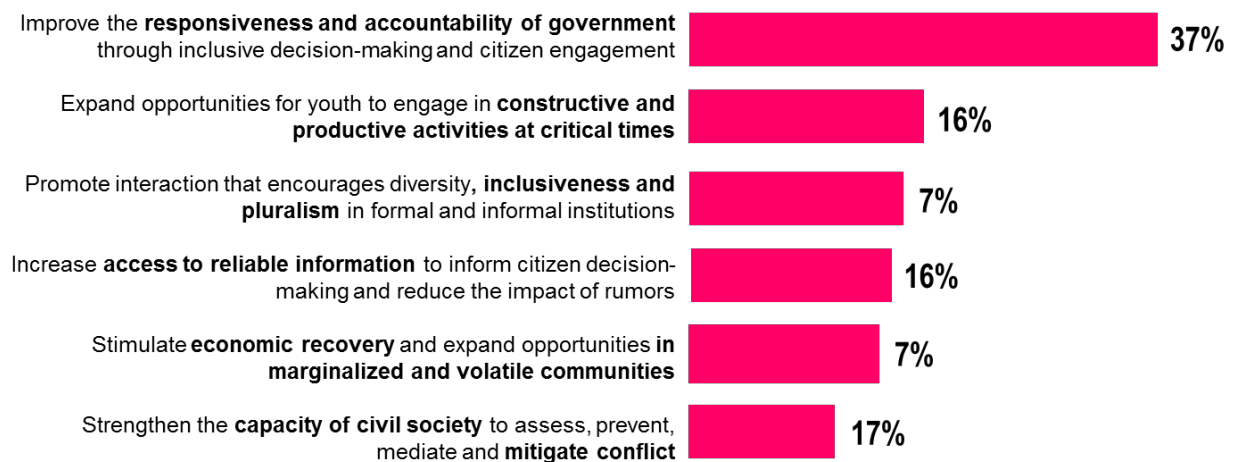 Improve the responsiveness and accountability of government
through inclusive decision-making and citizen engagement
37%
Expand opportunities for youth to engage in constructive and
productive activities at critical times
16%
Promote interaction that encourages diversity, inclusiveness and
pluralism in formal and informal institutions
7%
Increase access to reliable information to inform citizen decision-
making and reduce the impact of rumors
16%
Stimulate economic recovery and expand opportunities in
marginalized and volatile communities
7%
Strengthen the capacity of civil society to assess, prevent,
mediate and mitigate conflict
17%